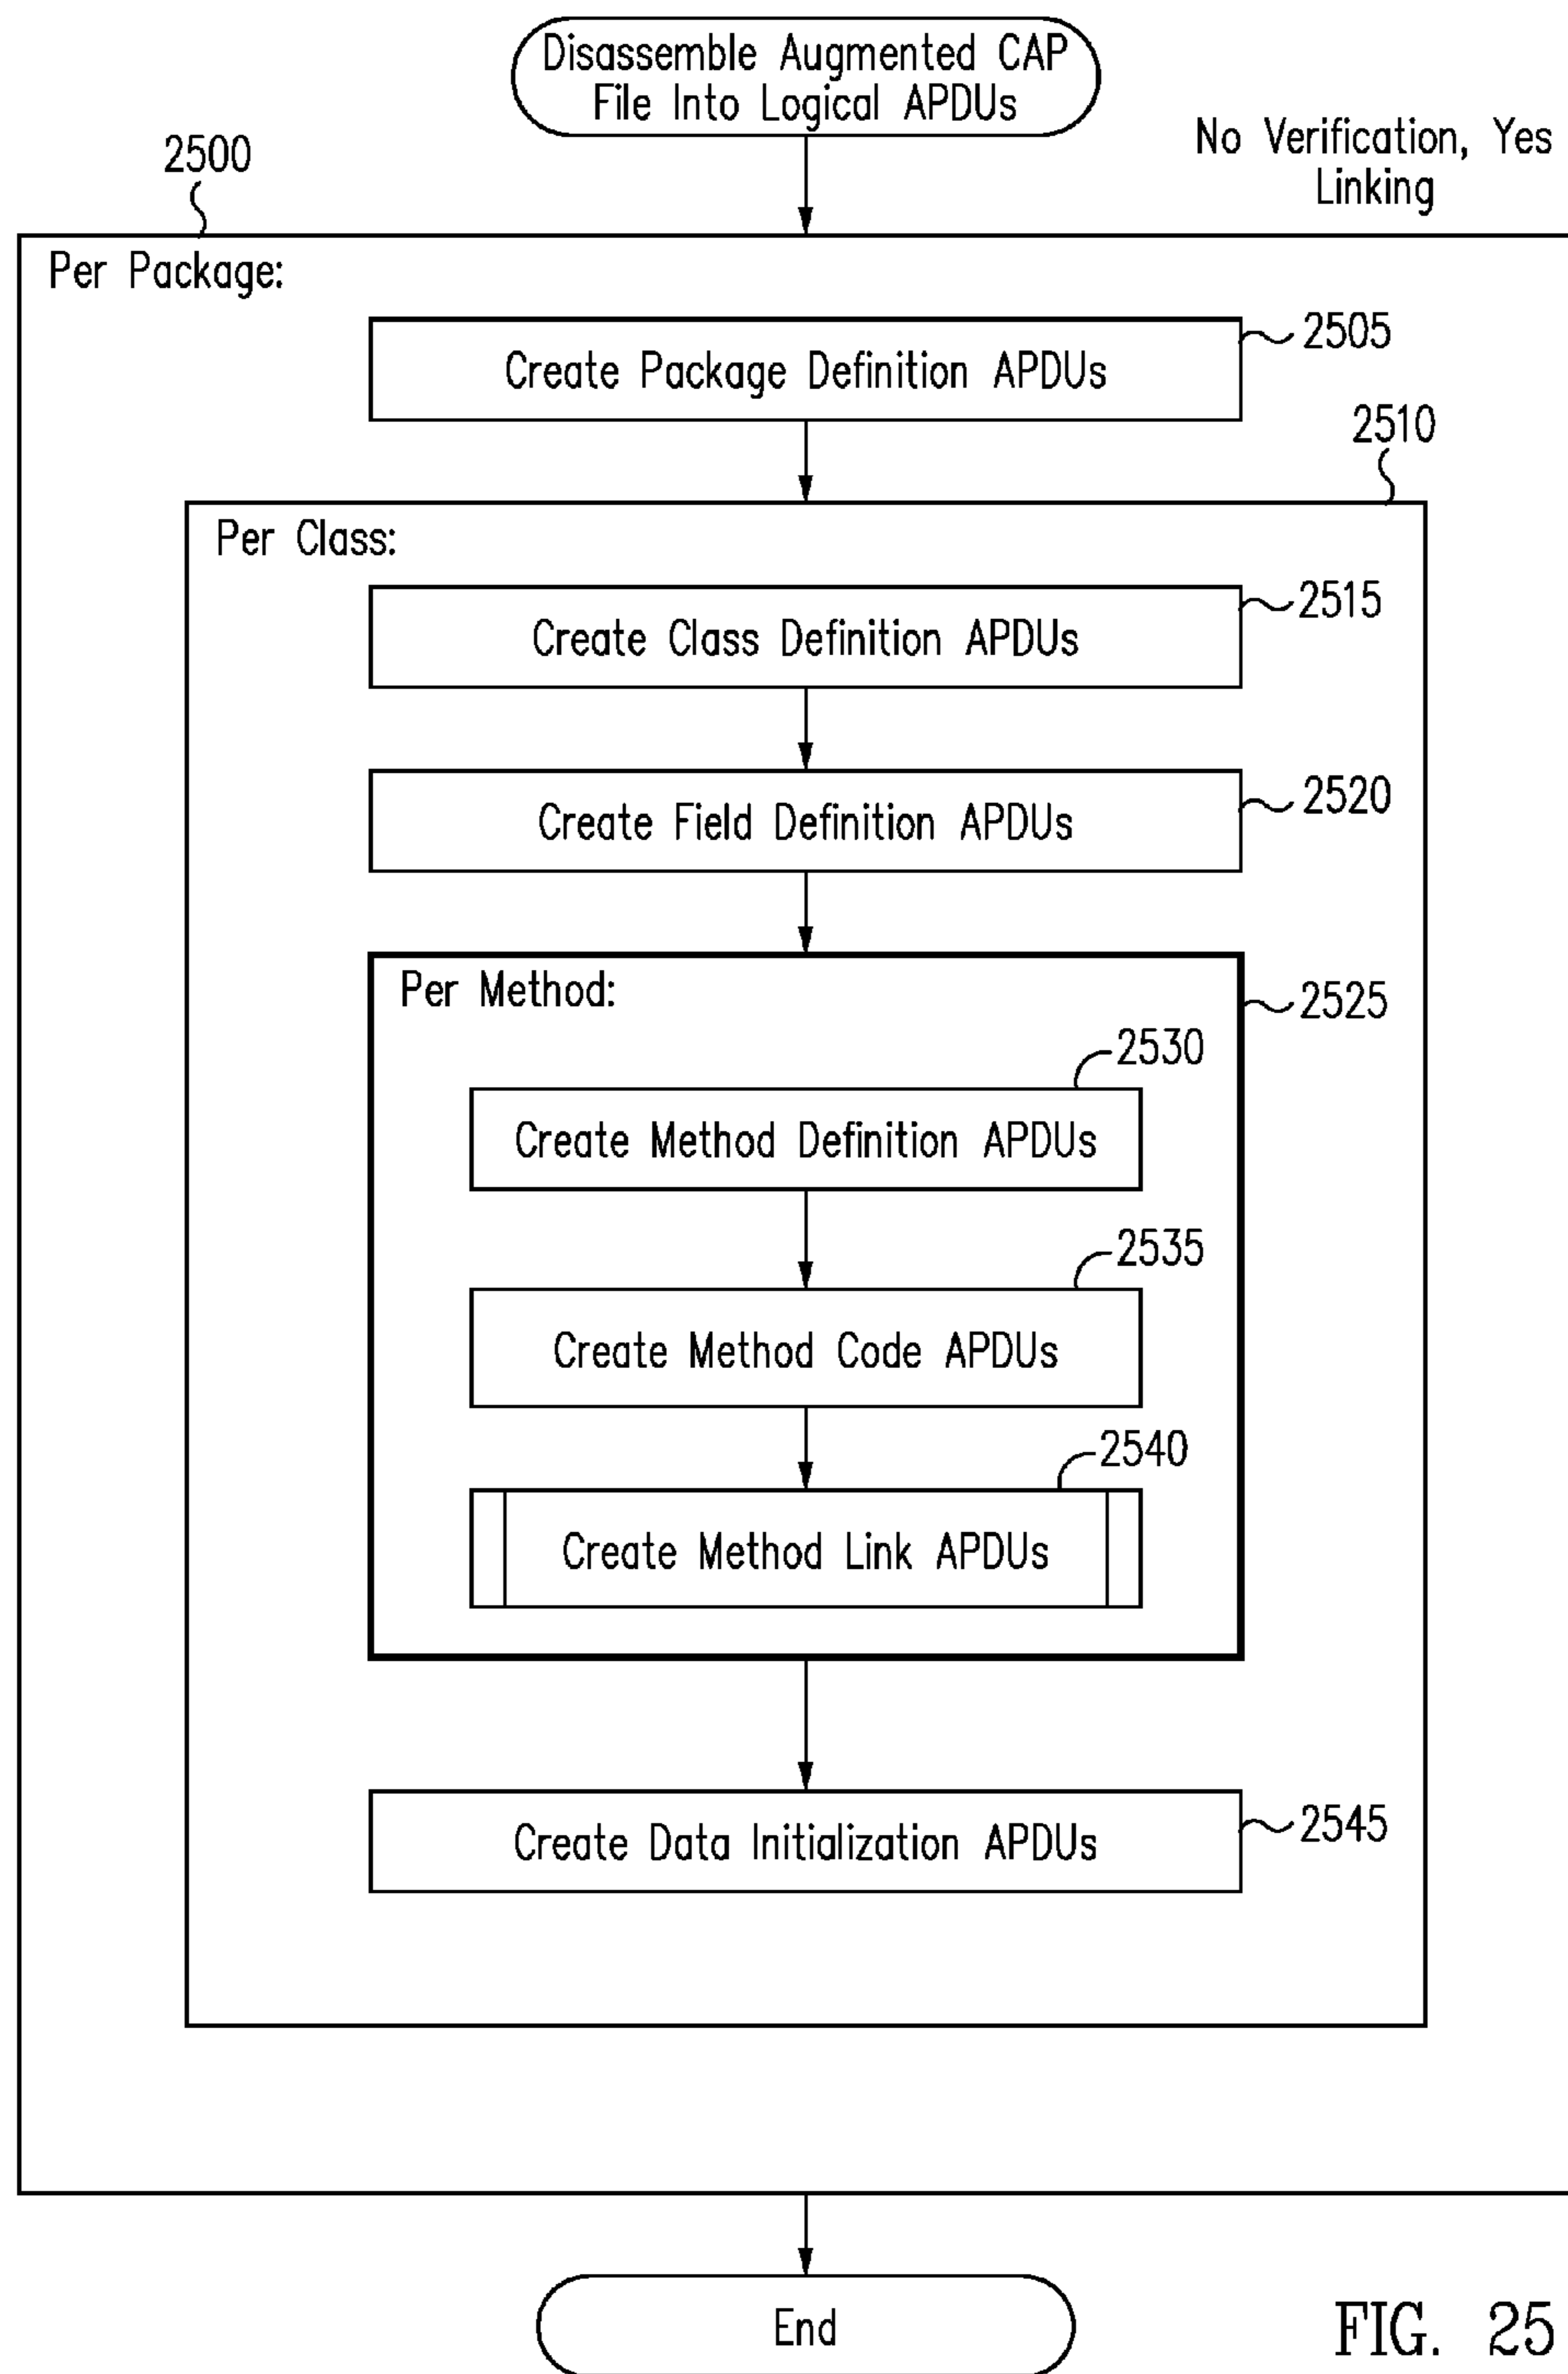 Disassemble Augmented CAP
File Into Logical APDUs
No Verification, Yes
Linking
2500
Per Package:
2505
Create Package Definition APDUs
2510
Per Class:
2515
Create Class Definition APDUs
2520
Create Field Definition APDUs
Per Method:
2525
2530
Create Method Definition APDUs
2535
Create Method Code APDUs
2540
Create Method Link APDUs
2545
Create Data Initialization APDUs
End
FIG. 25